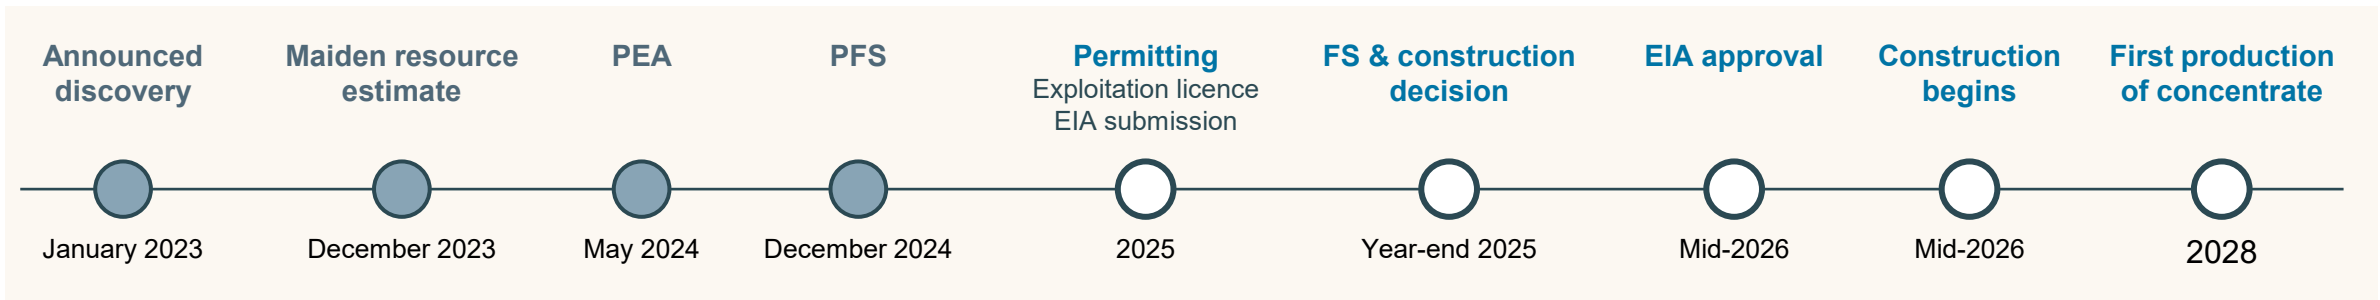 Announced
discovery
January 2023
Maiden resource
estimate
December 2023
PEA
May 2024
PFS
December 2024
Permitting
Exploitation licence
EIA submission
2025
FS & construction
decision
Year-end 2025
EIA approval
Mid-2026
Construction
begins
Mid-2026
First production
of concentrate
2028